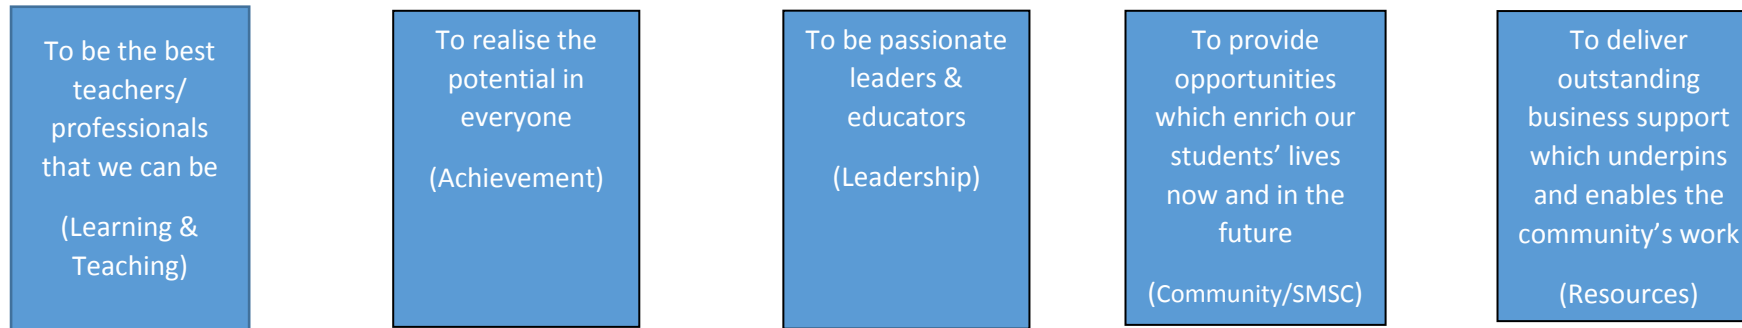 To be the best
teachers/
professionals
that we can be
(Learning &
Teaching)
To realise the
potential in
everyone
(Achievement)
To be passionate
leaders &
educators
(Leadership)
To provide
opportunities
which enrich our
students’ lives
now and in the
future
(Community/SMSC)
To deliver
outstanding
business support
which underpins
and enables the
community’s work
(Resources)